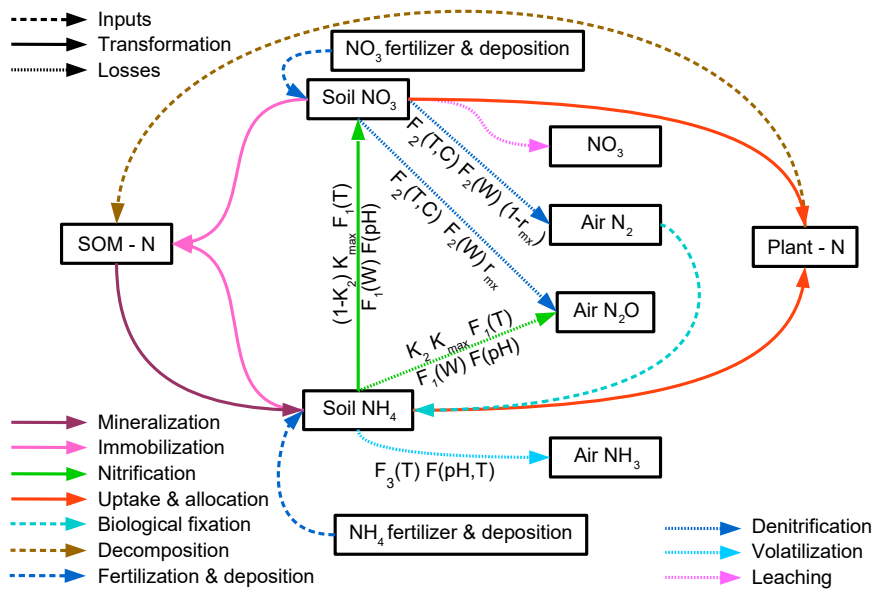 Inputs
Transformation
Losses
NO₃ fertilizer & deposition
Soil NO₃
NO₃
F₂(T,C) F₂(W) (1-rₘₓ)
F₂(T,C) F₂(W) rₘₓ
SOM - N
Air N₂
Plant - N
(1-K₂) Kmax F₁(T)
F₁(W) F(pH)
Air N₂O
K₂ Kmax F₁(T)
F₁(W) F(pH)
Soil NH₄
Air NH₃
F₃(T) F(pH,T)
NH₄ fertilizer & deposition
Mineralization
Immobilization
Nitrification
Uptake & allocation
Biological fixation
Decomposition
Fertilization & deposition
Denitrification
Volatilization
Leaching